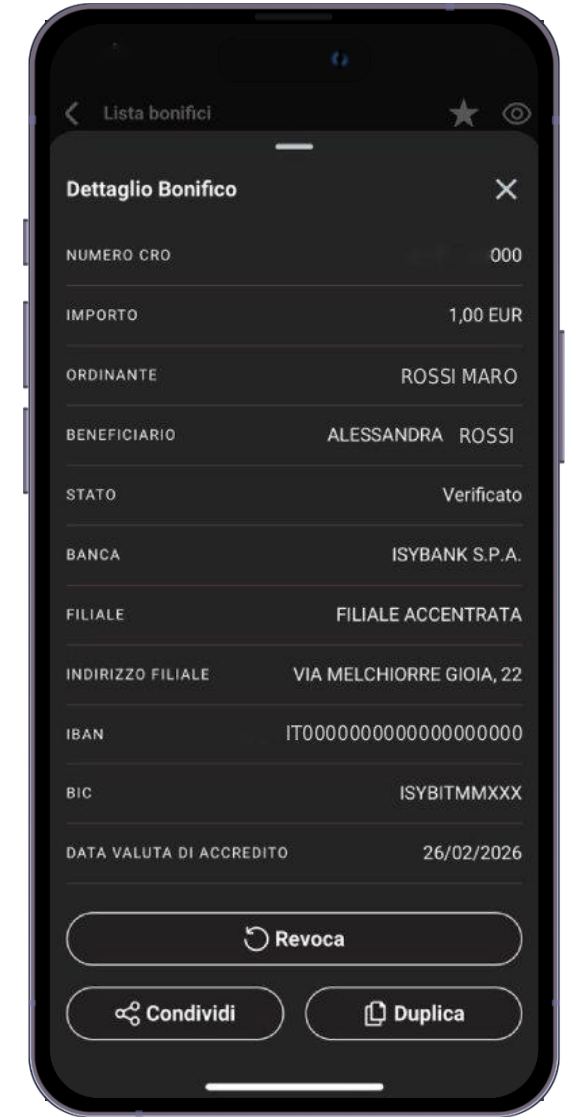 Lista bonifici
Dettaglio Bonifico
NUMERO CRO 000
IMPORTO 1,00 EUR
ORDINANTE ROSSI MARO
BENEFICIARIO ALESSANDRA ROSSI
STATO Verificato
BANCA ISYBANK S.P.A.
FILIALE FILIALE ACCENTRATA
INDIRIZZO FILIALE VIA MELCHIORRE GIOIA, 22
IBAN IT0000000000000000000
BIC ISYBITMMXXX
DATA VALUTA DI ACCREDITO 26/02/2026
Revoca
Condividi Duplica